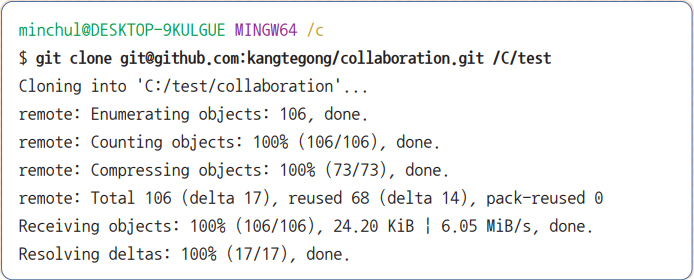 minchul@DESKTOP-9KULGUE MINGW64 /c
$ git clone git@github.com:kangtegong/collaboration.git /C/test
Cloning into 'C:/test/collaboration'...
remote: Enumerating objects: 106, done.
remote: Counting objects: 100% (106/106), done.
remote: Compressing objects: 100% (73/73), done.
remote: Total 106 (delta 17), reused 68 (delta 14), pack-reused 0
Receiving objects: 100% (106/106), 24.20 KiB ¦ 6.05 MiB/s, done.
Resolving deltas: 100% (17/17), done.